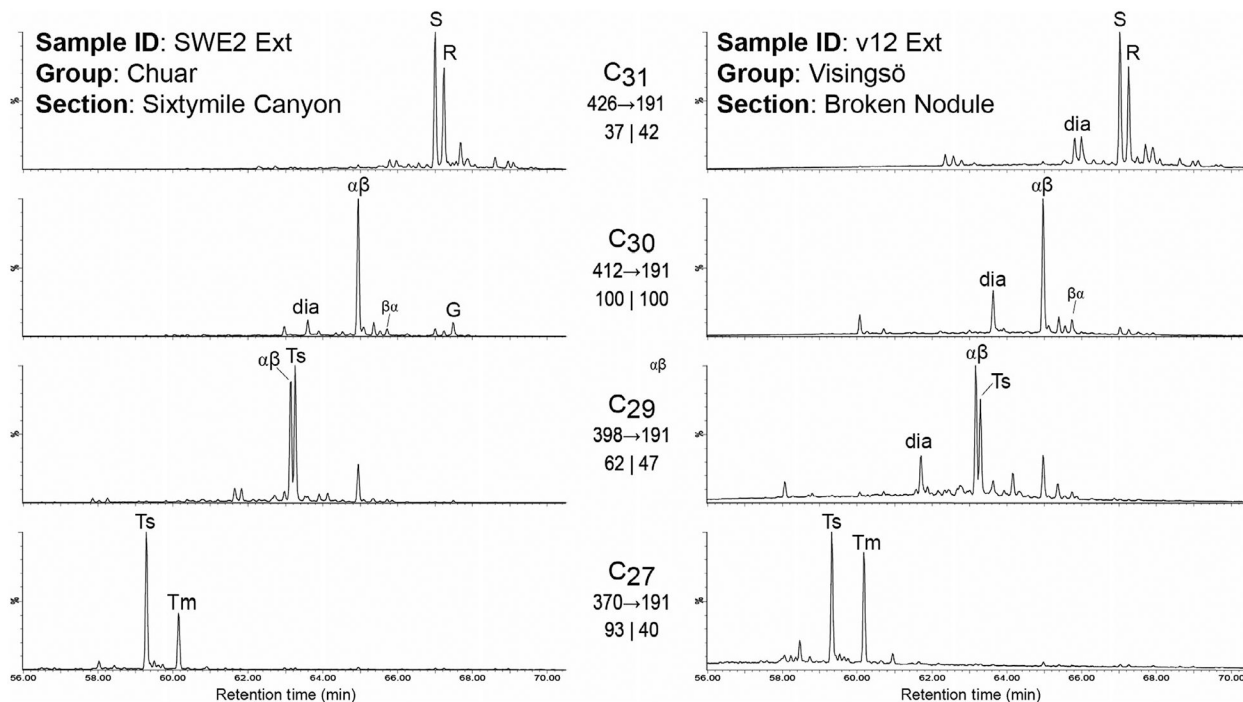 Sample ID: SWE2 Ext
Group: Chuar
Section: Sixtymile Canyon
S
R
%
C31
426→191
37 | 42
Sample ID: v12 Ext
Group: Visingsö
Section: Broken Nodule
S
R
dia
%
αβ
dia
βα
G
%
C30
412→191
100 | 100
αβ
dia
βα
%
αβ
Ts
%
αβ
C29
398→191
62 | 47
αβ
Ts
dia
%
Ts
Tm
%
C27
370→191
93 | 40
Ts
Tm
%
56.00 58.00 60.00 62.00 64.00 66.00 68.00 70.00
Retention time (min)
56.00 58.00 60.00 62.00 64.00 66.00 68.00 70.00
Retention time (min)